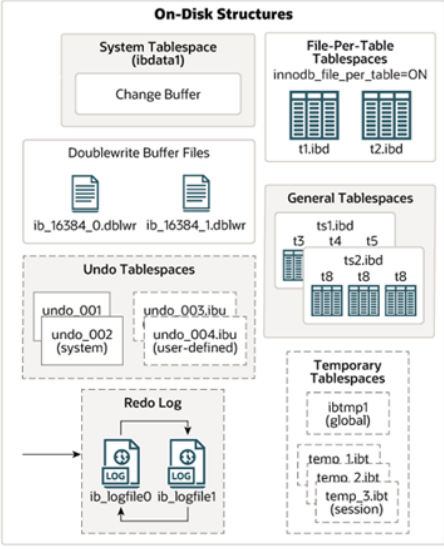 On-Disk Structures
System Tablespace
(ibdata1)
Change Buffer
File-Per-Table
Tablespaces
innodb_file_per_table=ON
t1.ibd t2.ibd
Doublewrite Buffer Files
ib_16384_0.dblwr ib_16384_1.dblwr
General Tablespaces
ts1.ibd
t3 t4 t5
ts2.ibd
t8 t8 t8
Undo Tablespaces
undo_001
undo_002
(system)
undo_003.ibu
undo_004.ibu
(user-defined)
Temporary
Tablespaces
ibtmp1
(global)
temp_1.ibt
temp_2.ibt
temp_3.ibt
(session)
Redo Log
LOG LOG
ib_logfile0 ib_logfile1